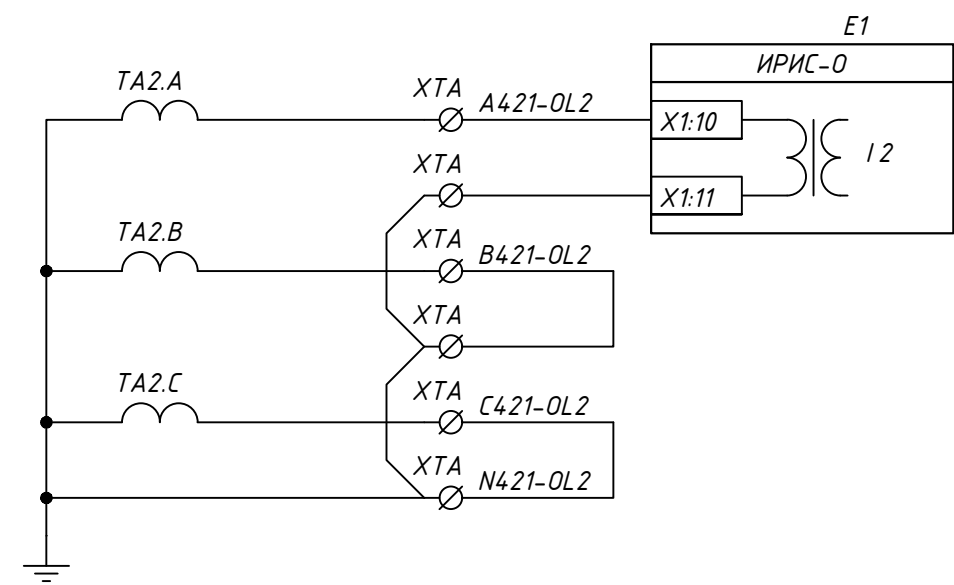 E1
ИРИС-О
TA2.A
XTA
A421-OL2
X1:10
I 2
XTA
X1:11
TA2.B
XTA
B421-OL2
XTA
TA2.C
XTA
C421-OL2
XTA
N421-OL2